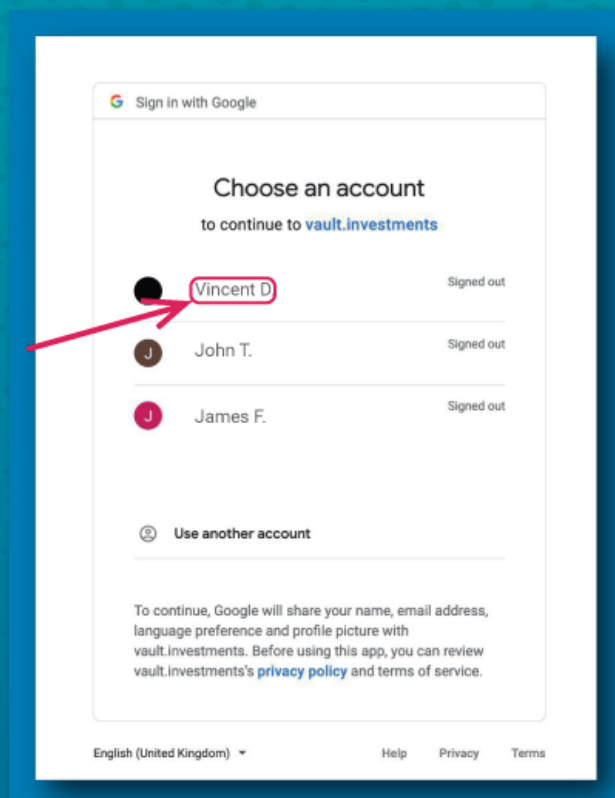 Sign in with Google
Choose an account
to continue to vault.investments
Vincent D.
Signed out
J
John T.
Signed out
J
James F.
Signed out
Use another account
To continue, Google will share your name, email address,
language preference and profile picture with
vault.investments. Before using this app, you can review
vault.investments's privacy policy and terms of service.
English (United Kingdom)
Help
Privacy
Terms